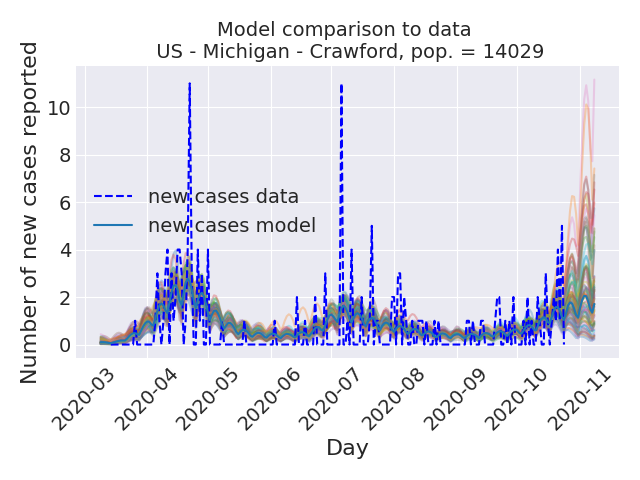 Model comparison to data
US - Michigan - Crawford, pop. = 14029
Number of new cases reported
10
8
6
4
2
0
new cases data
new cases model
2020-03
2020-04
2020-05
2020-06
2020-07
2020-08
2020-09
2020-10
2020-11
Day